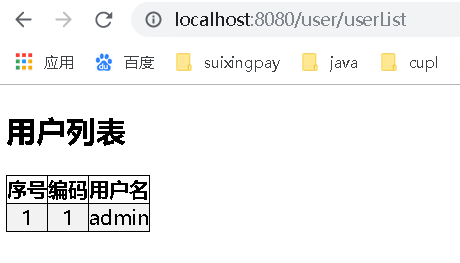 localhost:8080/user/userList
应用 百度 suixingpay java cupl
用户列表
序号 编码 用户名
1 1 admin